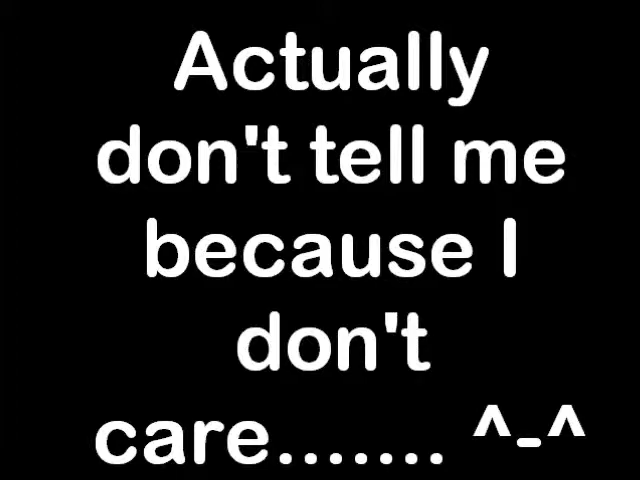 Actually
don't tell me
because I
don't
care....... ^-^